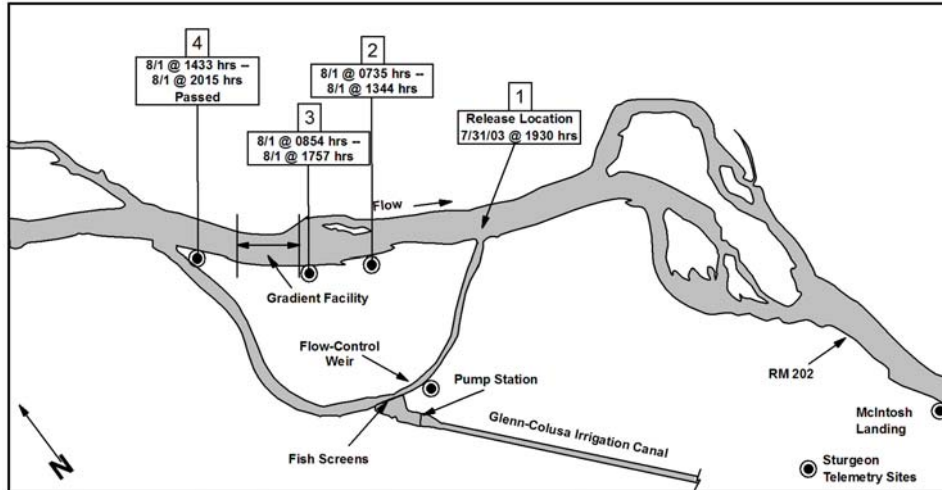 4
8/1 @ 1433 hrs --
8/1 @ 2015 hrs
Passed
2
8/1 @ 0735 hrs --
8/1 @ 1344 hrs
3
8/1 @ 0854 hrs --
8/1 @ 1757 hrs
1
Release Location
7/31/03 @ 1930 hrs
Flow
Gradient Facility
Flow-Control
Weir
Pump Station
Glenn-Colusa Irrigation Canal
Fish Screens
RM 202
McIntosh
Landing
Sturgeon
Telemetry Sites
N